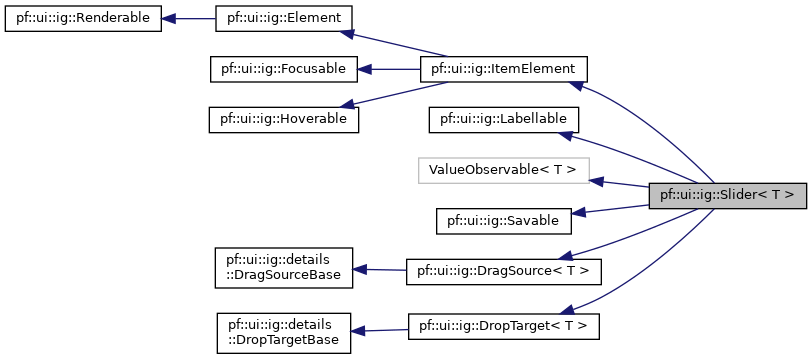 pf::ui::ig::Renderable
pf::ui::ig::Element
pf::ui::ig::Focusable
pf::ui::ig::ItemElement
pf::ui::ig::Hoverable
pf::ui::ig::Labellable
ValueObservable< T >
pf::ui::ig::Slider< T >
pf::ui::ig::Savable
pf::ui::ig::details
::DragSourceBase
pf::ui::ig::DragSource< T >
pf::ui::ig::details
::DropTargetBase
pf::ui::ig::DropTarget< T >